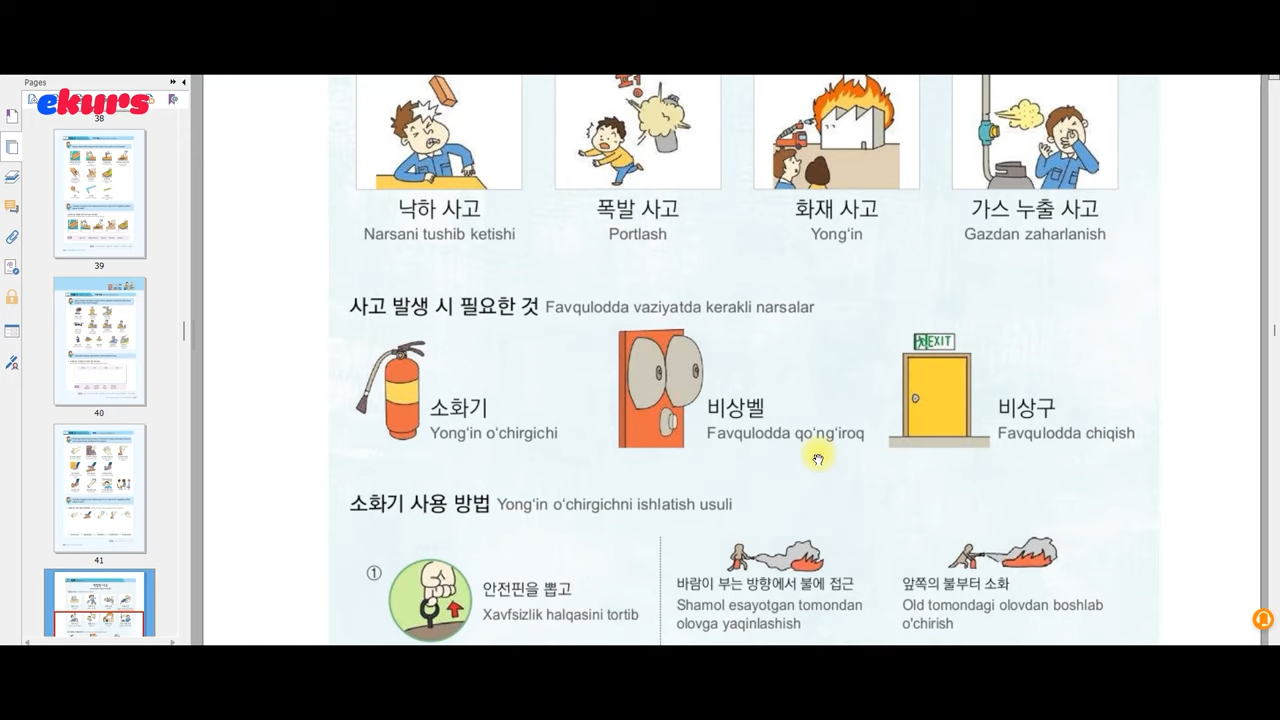 Pages
ekurs
38
39
40
41
낙하 사고
Narsani tushib ketishi
폭발 사고
Portlash
화재 사고
Yong‘in
가스 누출 사고
Gazdan zaharlanish
사고 발생 시 필요한 것 Favqulodda vaziyatda kerakli narsalar
소화기
Yong‘in o‘chirgichi
비상벨
Favqulodda qo‘ng‘iroq
EXIT
비상구
Favqulodda chiqish
소화기 사용 방법 Yong‘in o‘chirgichni ishlatish usuli
①
안전핀을 뽑고
Xavfsizlik halqasini tortib
바람이 부는 방향에서 불에 접근
Shamol esayotgan tomondan
olovga yaqinlashish
앞쪽의 불부터 소화
Old tomondagi olovdan boshlab
o'chirish